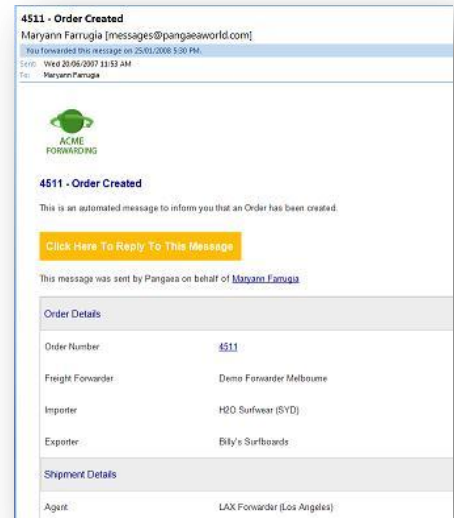 4511 - Order Created
Maryann Farrugia [messages@pangaeaworld.com]
You forwarded this message on 25/01/2008 5:30 PM.
Sent: Wed 20/06/2007 11:53 AM
To: Maryann Farrugia
ACME
FORWARDING
4511 - Order Created
This is an automated message to inform you that an Order has been created.
Click Here To Reply To This Message
This message was sent by Pangaea on behalf of Maryann Farrugia
Order Details
Order Number 4511
Freight Forwarder Demo Forwarder Melbourne
Importer H2O Surfwear (SYD)
Exporter Billy's Surfboards
Shipment Details
Agent LAX Forwarder (Los Angeles)